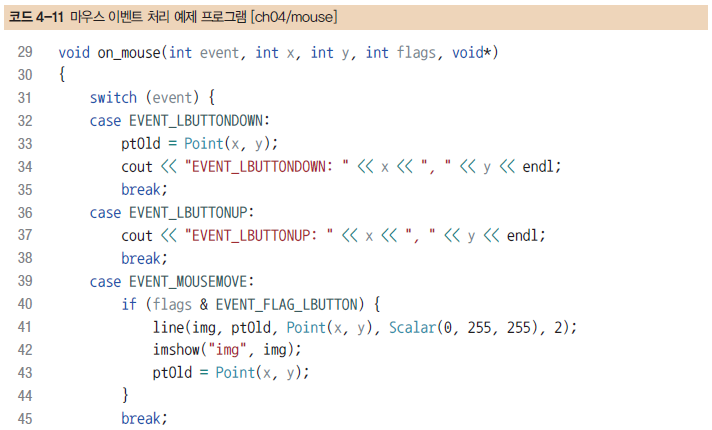 코드 4-11 마우스 이벤트 처리 예제 프로그램 [ch04/mouse]
29 void on_mouse(int event, int x, int y, int flags, void*)
30 {
31     switch (event) {
32     case EVENT_LBUTTONDOWN:
33         ptOld = Point(x, y);
34         cout << "EVENT_LBUTTONDOWN: " << x << ", " << y << endl;
35         break;
36     case EVENT_LBUTTONUP:
37         cout << "EVENT_LBUTTONUP: " << x << ", " << y << endl;
38         break;
39     case EVENT_MOUSEMOVE:
40         if (flags & EVENT_FLAG_LBUTTON) {
41             line(img, ptOld, Point(x, y), Scalar(0, 255, 255), 2);
42             imshow("img", img);
43             ptOld = Point(x, y);
44         }
45         break;